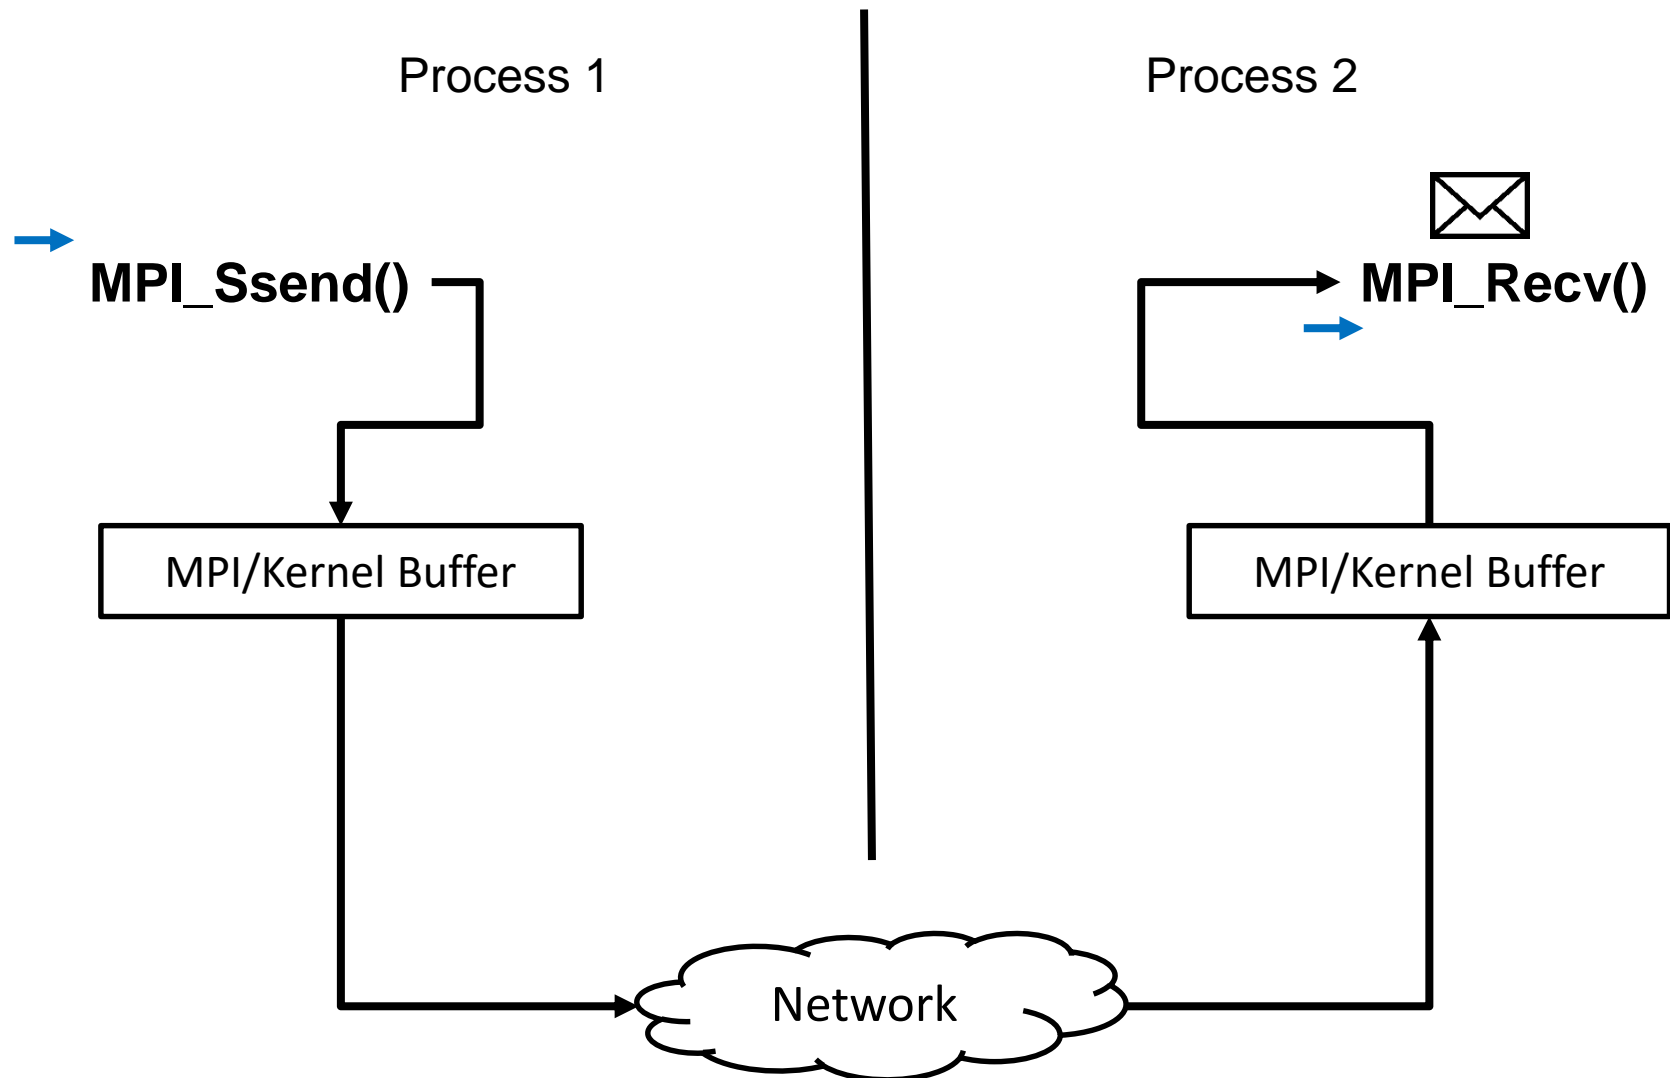 Process 1
Process 2
MPI_Ssend()
MPI_Recv()
MPI/Kernel Buffer
MPI/Kernel Buffer
Network